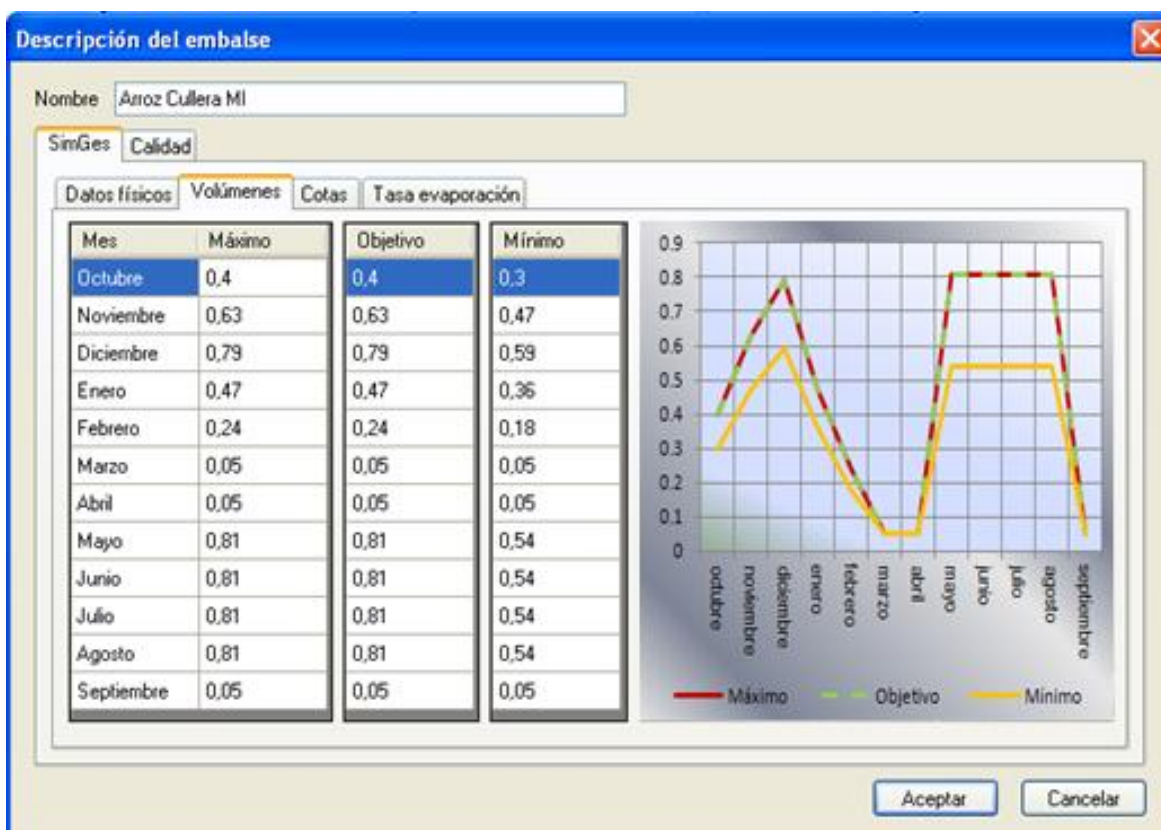 Descripción del embalse
Nombre Arroz Cullera MI
SimGes Calidad
Datos físicos Volúmenes Cotas Tasa evaporación
Mes Máximo Objetivo Mínimo
Octubre 0,4 0,4 0,3
Noviembre 0,63 0,63 0,47
Diciembre 0,79 0,79 0,59
Enero 0,47 0,47 0,36
Febrero 0,24 0,24 0,18
Marzo 0,05 0,05 0,05
Abril 0,05 0,05 0,05
Mayo 0,81 0,81 0,54
Junio 0,81 0,81 0,54
Julio 0,81 0,81 0,54
Agosto 0,81 0,81 0,54
Septiembre 0,05 0,05 0,05
0.9
0.8
0.7
0.6
0.5
0.4
0.3
0.2
0.1
0
octubre
noviembre
diciembre
enero
febrero
marzo
abril
mayo
junio
julio
agosto
septiembre
Máximo Objetivo Mínimo
Aceptar Cancelar